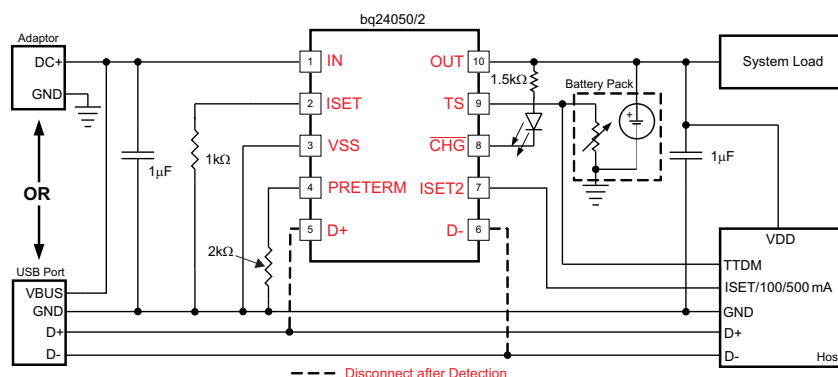 bq24050/2
Adaptor
DC+
GND
OR
USB Port
VBUS
GND
D+
D-
1μF
1kΩ
2kΩ
1 IN
2 ISET
3 VSS
4 PRETERM
5 D+
OUT 10
TS 9
CHG 8
ISET2 7
D- 6
1.5kΩ
Battery Pack
+
1μF
System Load
VDD
TTDM
ISET/100/500 mA
GND
D+
D-
Host
Disconnect after Detection